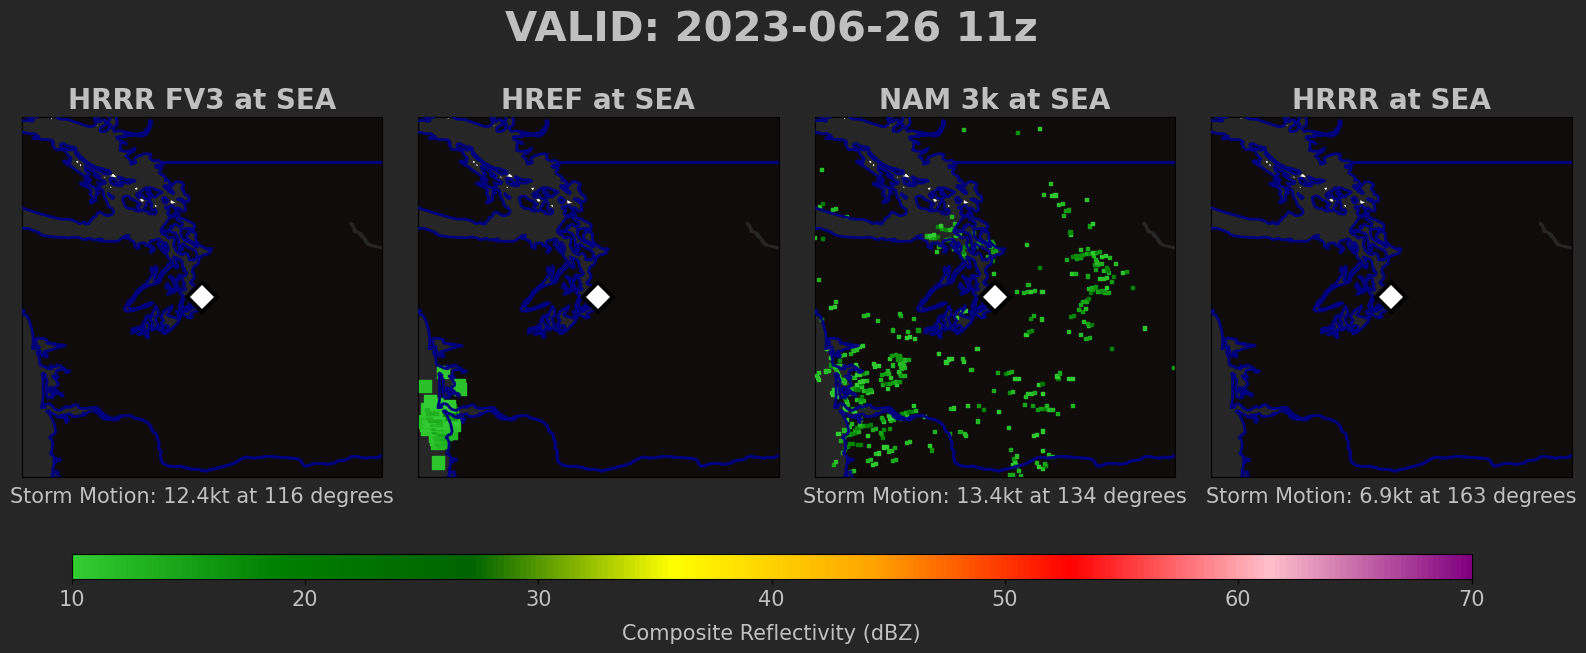 VALID: 2023-06-26 11z
HRRR FV3 at SEA
HREF at SEA
NAM 3k at SEA
HRRR at SEA
Storm Motion: 12.4kt at 116 degrees
Storm Motion: 13.4kt at 134 degrees
Storm Motion: 6.9kt at 163 degrees
10 20 30 40 50 60 70
Composite Reflectivity (dBZ)